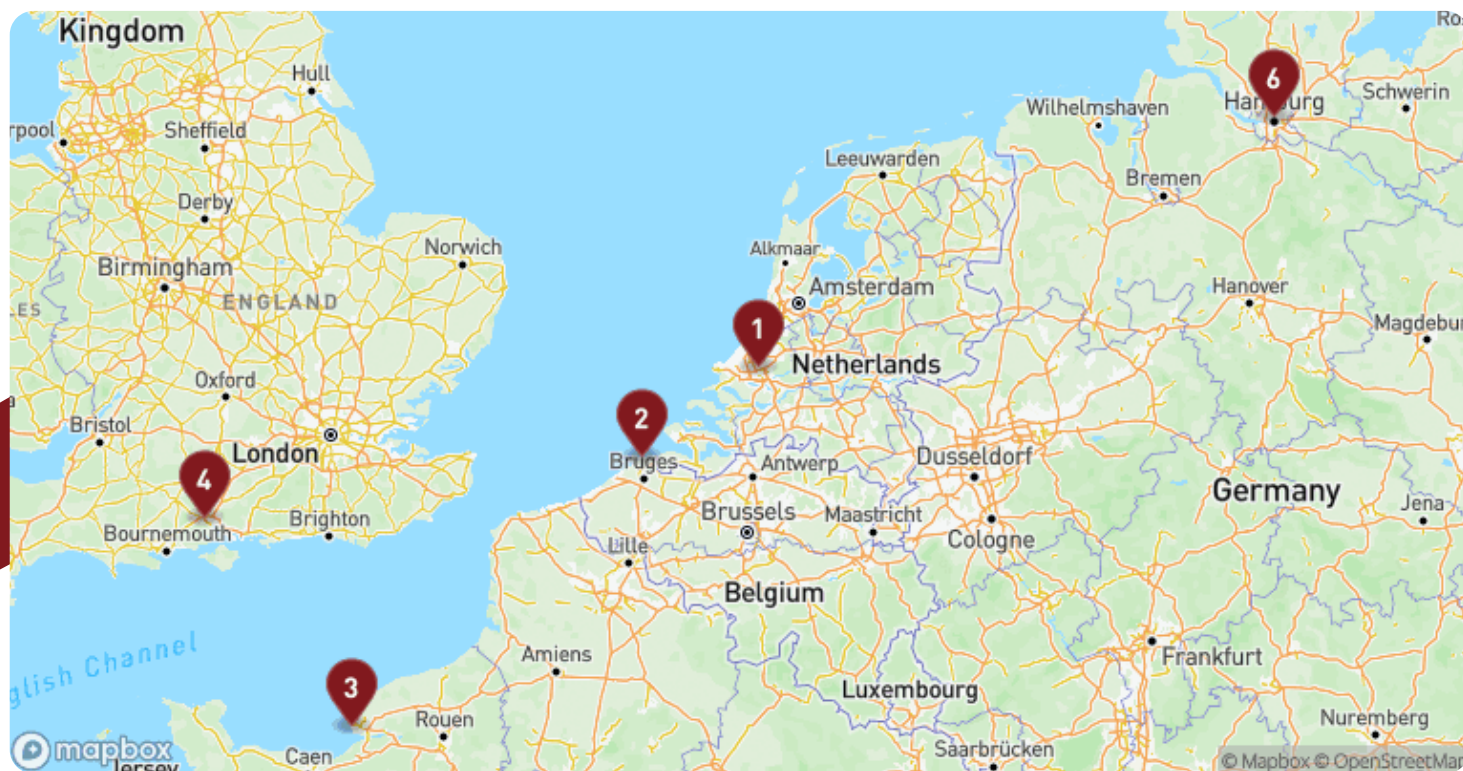 Kingdom
Ro
Hull
6
Hamburg
Schwerin
Wilhelmshaven
rpool
Sheffield
Leeuwarden
Bremen
Derby
Norwich
Alkmaar
Birmingham
Amsterdam
Hanover
ENGLAND
LES
1
Magdebur
Netherlands
Oxford
2
Bristol
London
Bruges
Antwerp
Dusseldorf
4
Germany
Bournemouth
Brighton
Brussels
Maastricht
Jena
Cologne
Lille
Belgium
glish Channel
Amiens
Frankfurt
3
Luxembourg
Rouen
Nuremberg
mapbox
Caen
Saarbrücken
Jersey
© Mapbox © OpenStreetMap